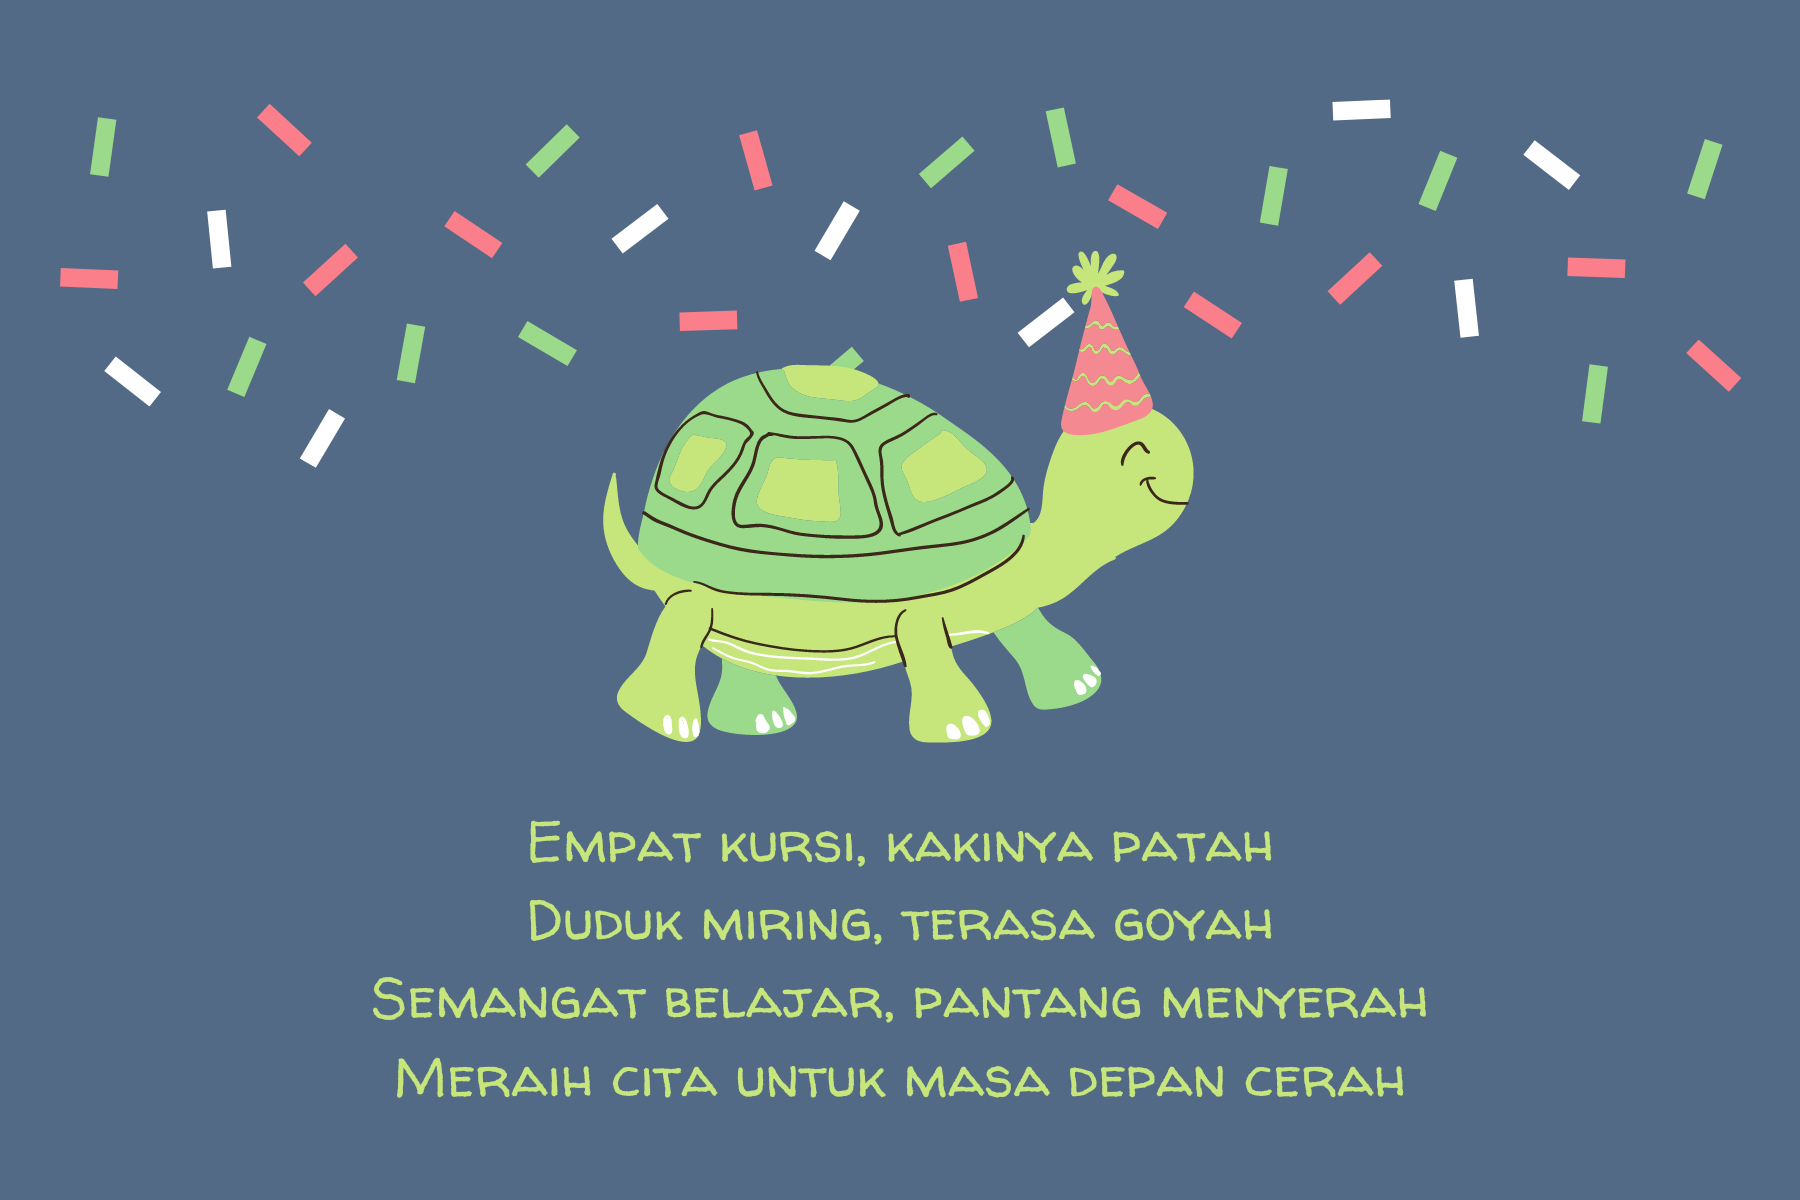 Empat kursi, kakinya patah
Duduk miring, terasa goyah
Semangat belajar, pantang menyerah
Meraih cita untuk masa depan cerah